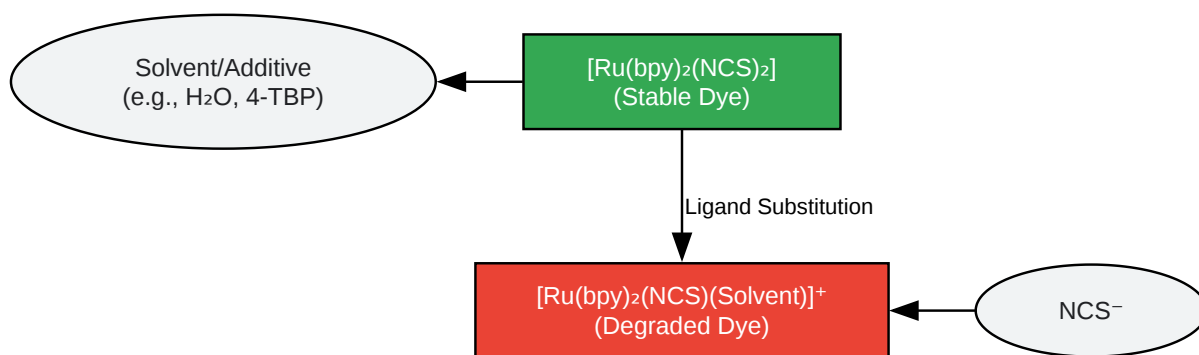 Solvent/Additive
(e.g., H₂O, 4-TBP)
[Ru(bpy)₂(NCS)₂]
(Stable Dye)
Ligand Substitution
[Ru(bpy)₂(NCS)(Solvent)]⁺
(Degraded Dye)
NCS⁻